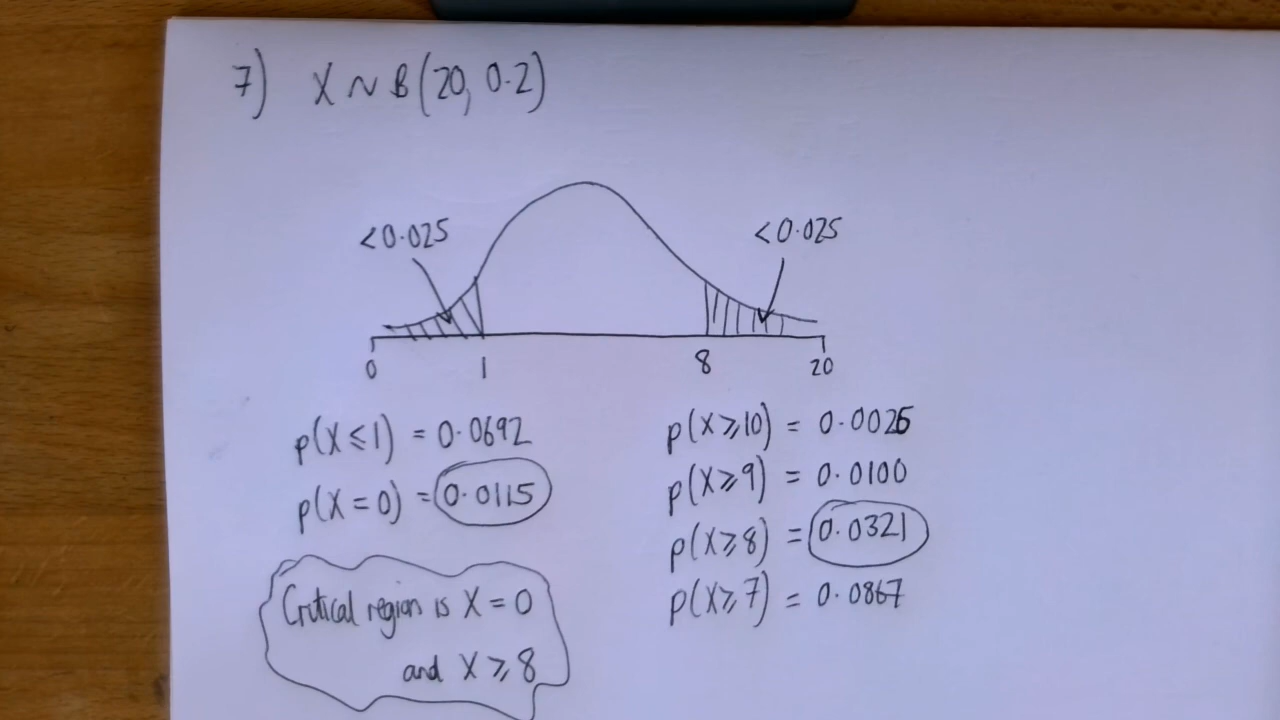 7) X ~ B(20, 0.2)
<0.025 <0.025
0 1 8 20
p(X ⩽ 1) = 0.0692
p(X = 0) = 0.0115
p(X ⩾ 10) = 0.0026
p(X ⩾ 9) = 0.0100
p(X ⩾ 8) = 0.0321
p(X ⩾ 7) = 0.0867
Critical region is X = 0
and X ⩾ 8